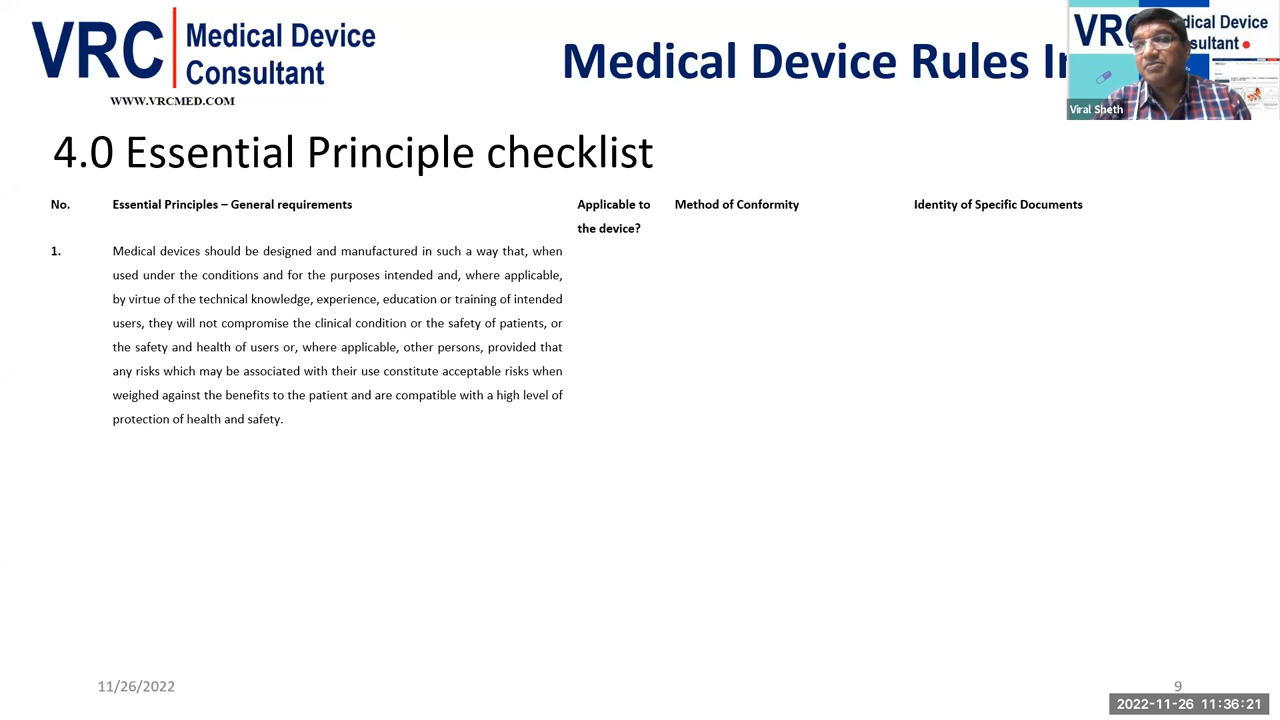 VRC Medical Device
Consultant
WWW.VRCMED.COM
Medical Device Rules I
VR dical Device
sultant
Viral Sheth
4.0 Essential Principle checklist
No. Essential Principles – General requirements Applicable to the device? Method of Conformity Identity of Specific Documents
1. Medical devices should be designed and manufactured in such a way that, when
used under the conditions and for the purposes intended and, where applicable,
by virtue of the technical knowledge, experience, education or training of intended
users, they will not compromise the clinical condition or the safety of patients, or
the safety and health of users or, where applicable, other persons, provided that
any risks which may be associated with their use constitute acceptable risks when
weighed against the benefits to the patient and are compatible with a high level of
protection of health and safety.
11/26/2022
9
2022-11-26 11:36:21